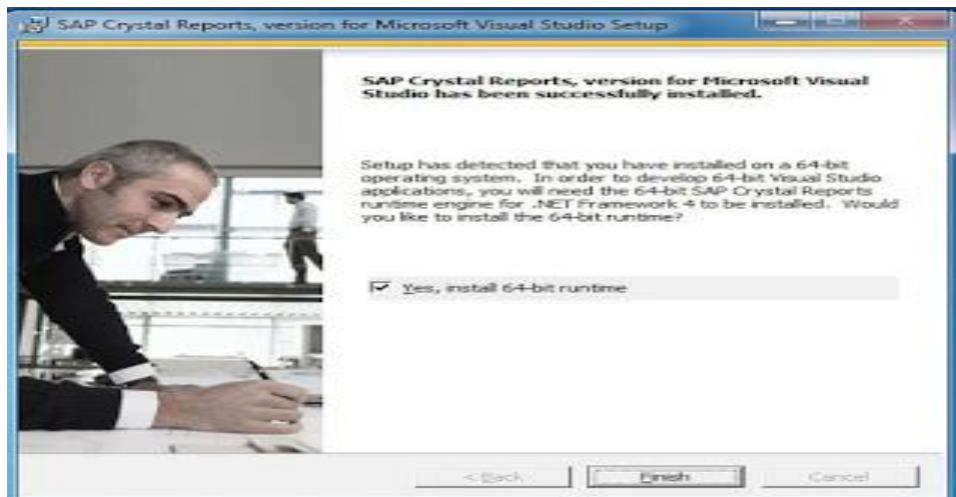 SAP Crystal Reports, version for Microsoft Visual Studio Setup
SAP Crystal Reports, version for Microsoft Visual
Studio has been successfully installed.
Setup has detected that you have installed on a 64-bit
operating system. In order to develop 64-bit Visual Studio
applications, you will need the 64-bit SAP Crystal Reports
runtime engine for .NET Framework 4 to be installed. Would
you like to install the 64-bit runtime?
Yes, install 64-bit runtime
< Back Finish Cancel